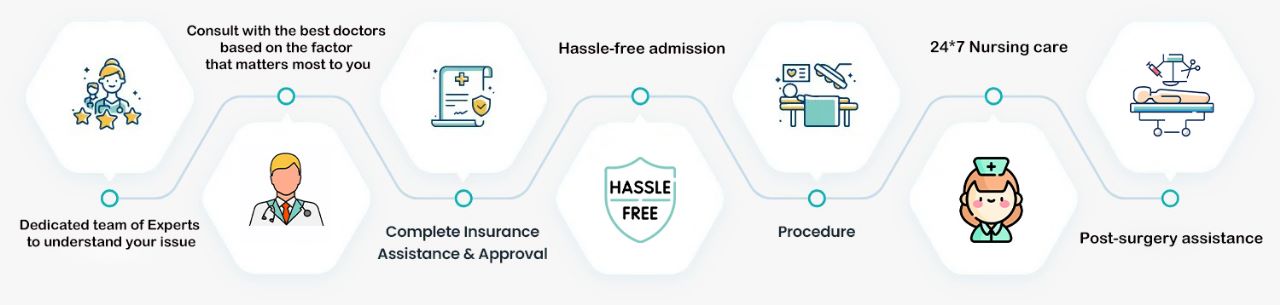 Dedicated team of Experts
to understand your issue
Consult with the best doctors
based on the factor
that matters most to you
Complete Insurance
Assistance & Approval
Hassle-free admission
HASSLE
FREE
Procedure
24*7 Nursing care
Post-surgery assistance